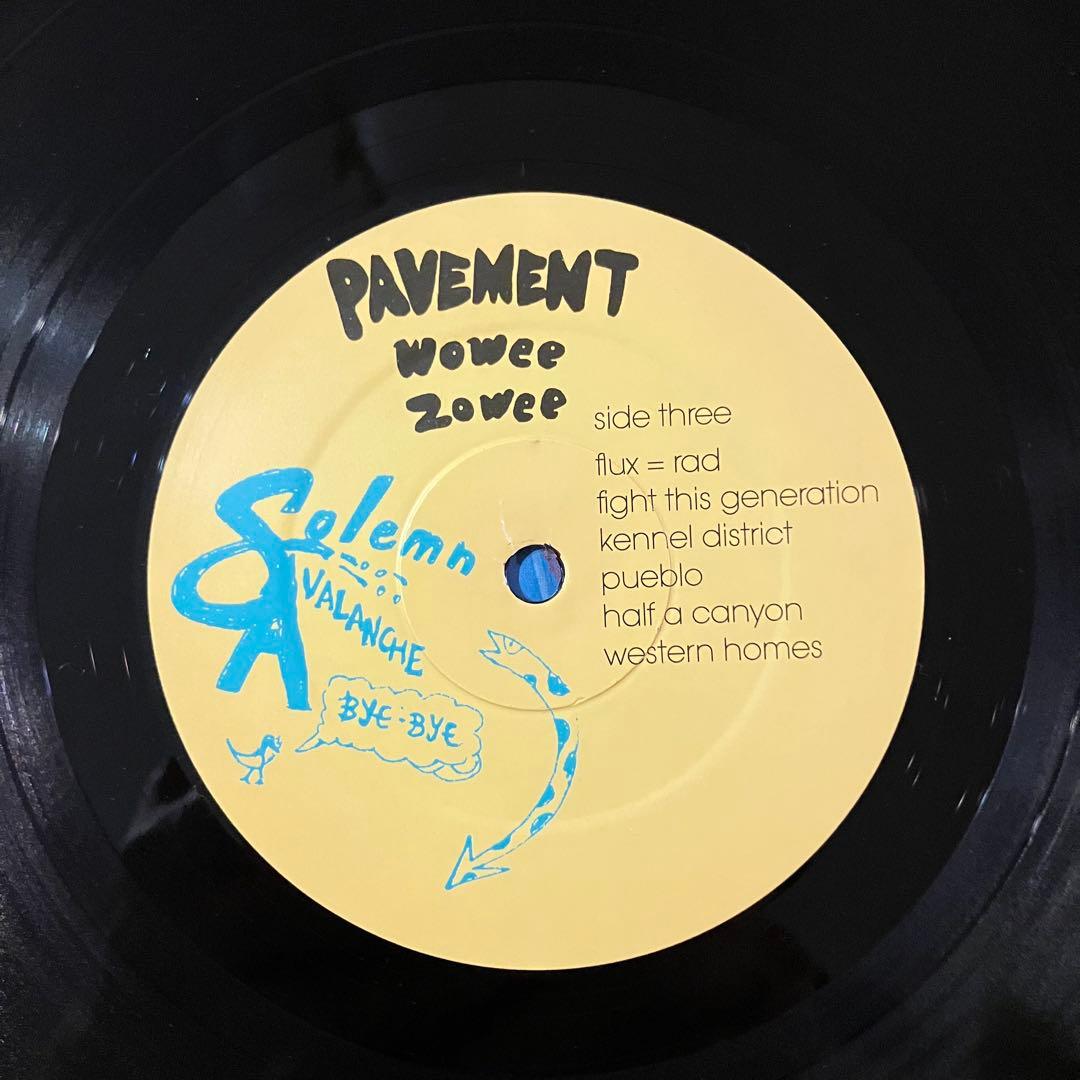 PAVEMENT
wowee
zowee
side three
flux = rad
fight this generation
kennel district
pueblo
half a canyon
western homes
Solemn
AVALANCHE
BYE-BYE